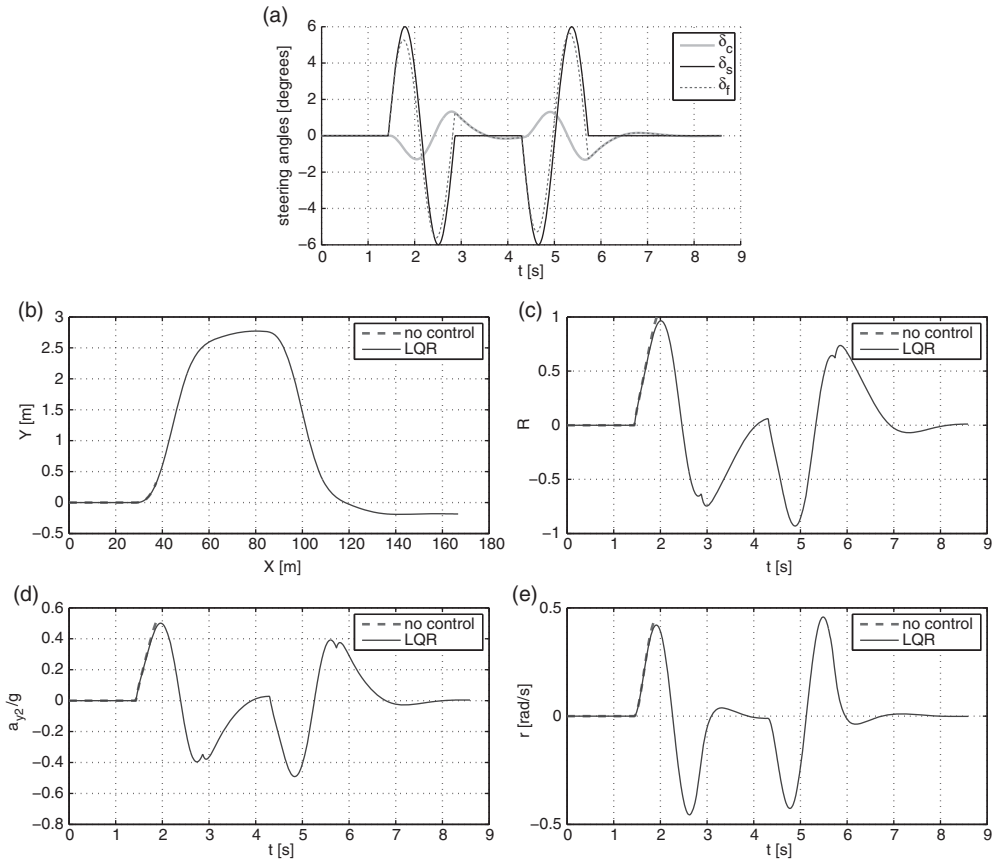 (a)
steering angles [degrees]
6
4
2
0
−2
−4
−6
0 1 2 3 4 5 6 7 8 9
t [s]
δc
δs
δf
(b)
Y [m]
3
2.5
2
1.5
1
0.5
0
−0.5
0 20 40 60 80 100 120 140 160 180
X [m]
no control
LQR
(c)
R
1
0.5
0
−0.5
−1
0 1 2 3 4 5 6 7 8 9
t [s]
no control
LQR
(d)
ay2/g
0.6
0.4
0.2
0
−0.2
−0.4
−0.6
−0.8
0 1 2 3 4 5 6 7 8 9
t [s]
no control
LQR
(e)
r [rad/s]
0.5
0
−0.5
0 1 2 3 4 5 6 7 8 9
t [s]
no control
LQR